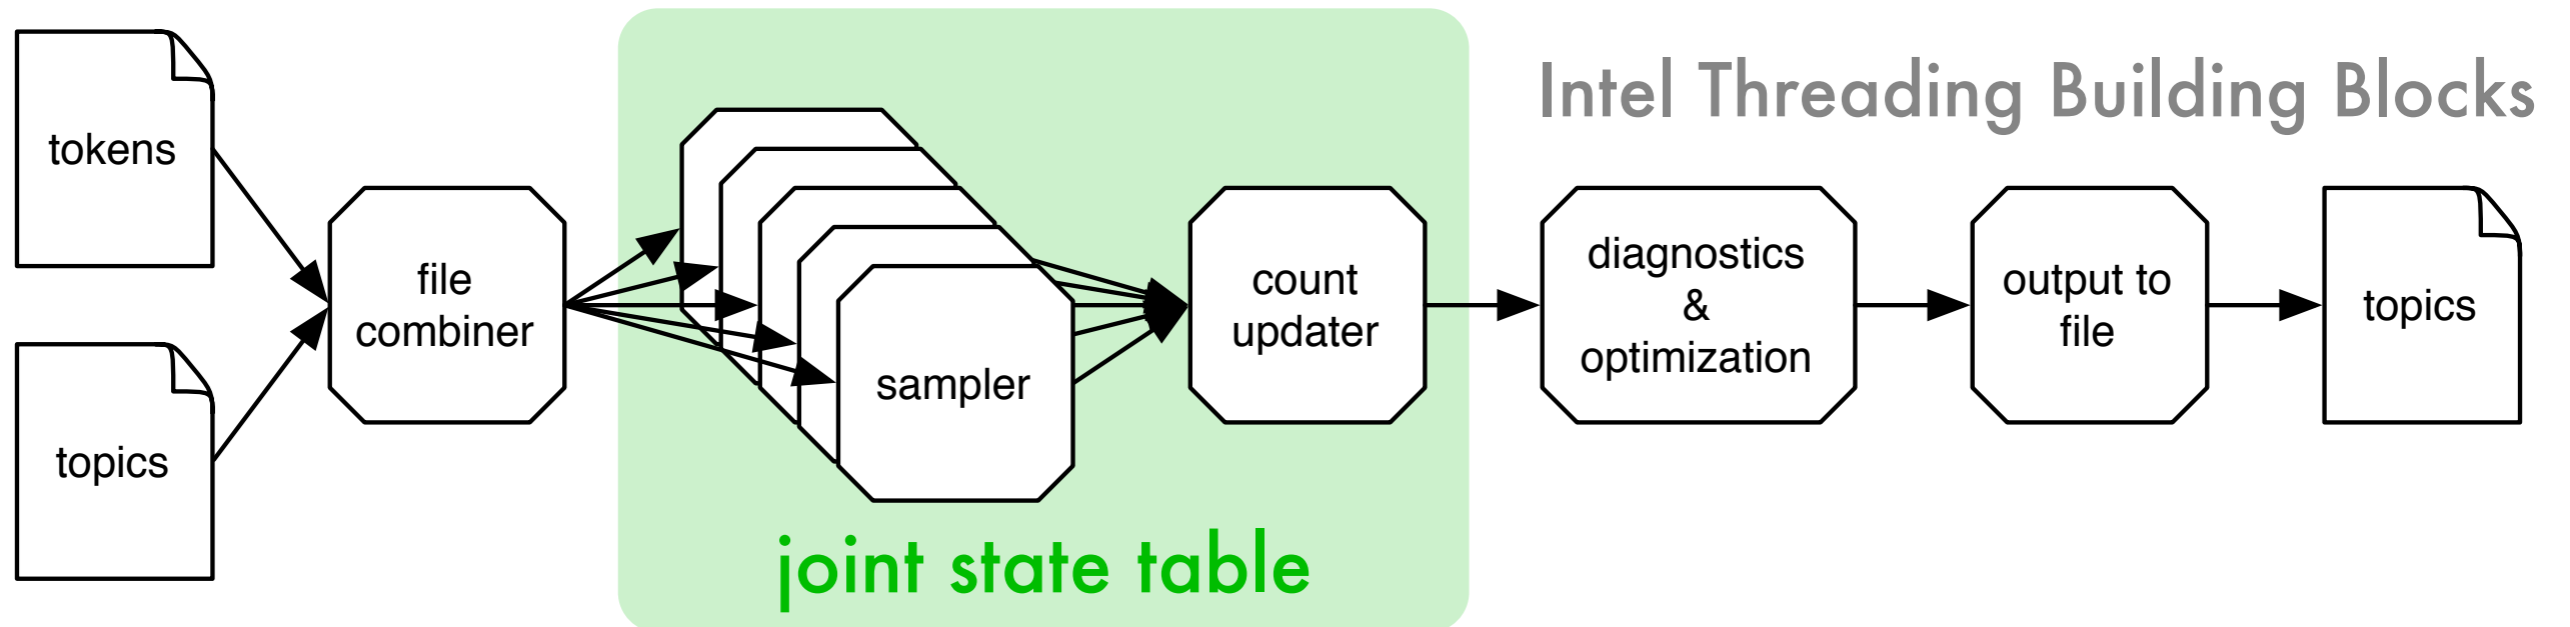 Intel Threading Building Blocks
tokens
topics
file
combiner
sampler
joint state table
count
updater
diagnostics
&
optimization
output to
file
topics